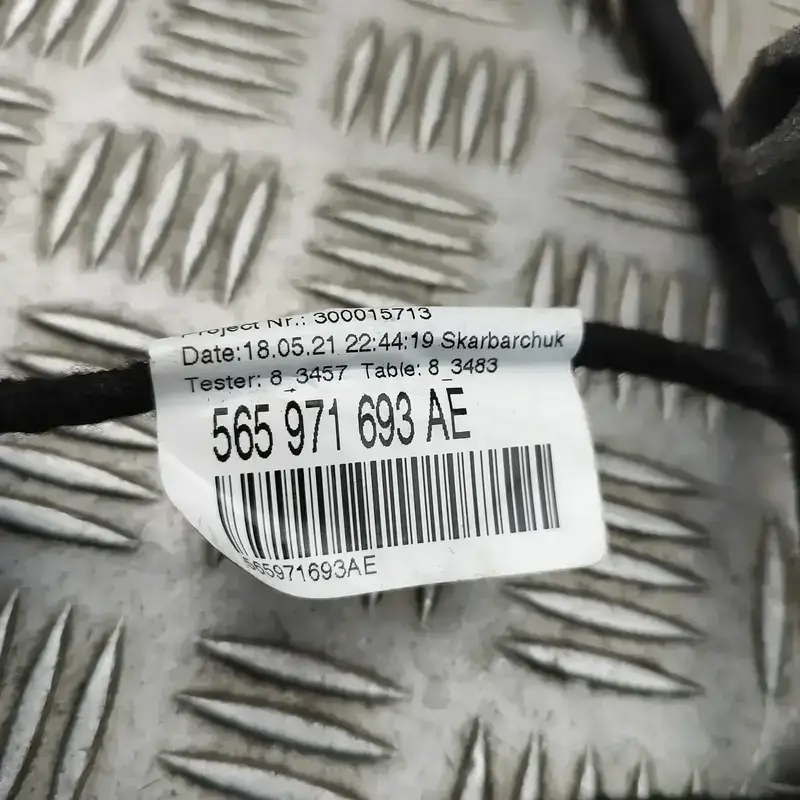 Project Nr.: 300015713
Date:18.05.21 22:44:19 Skarbarchuk
Tester: 8_3457 Table: 8_3483
565 971 693 AE
565971693AE